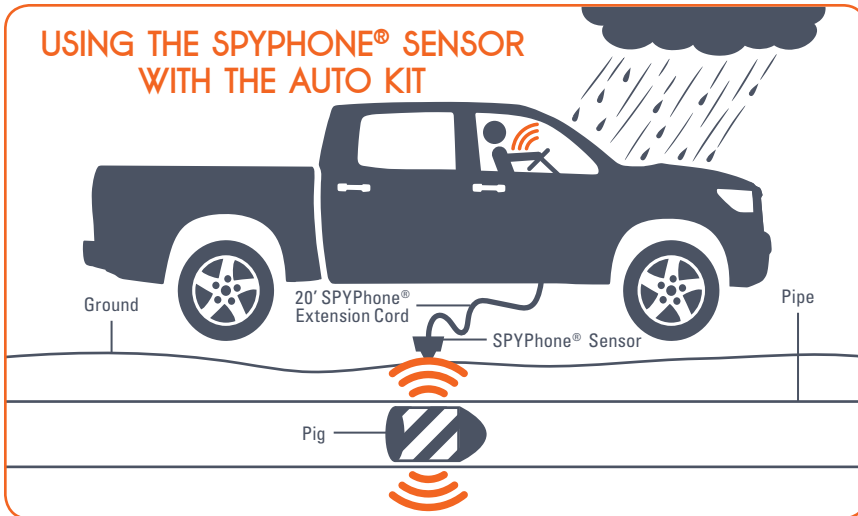 USING THE SPYPHONE® SENSOR
WITH THE AUTO KIT
Ground
20' SPYPhone®
Extension Cord
Pipe
SPYPhone® Sensor
Pig